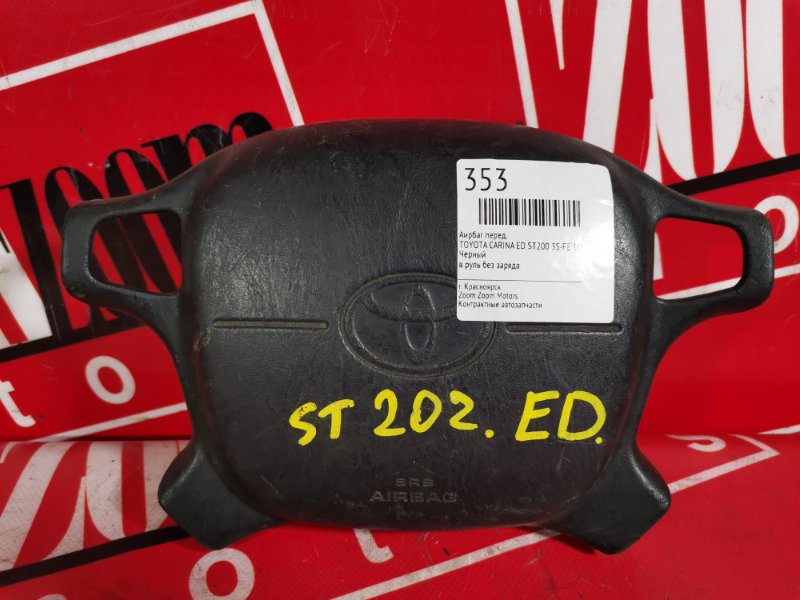 zoom
353
Аирбаг перед.
TOYOTA CARINA ED ST200 3S-FE
Черный
в руль без заряда
г. Красноярск
Zoom Zoom Motors
Контрактные автозапчасти
ST 202. ED.
SRS
AIRBAG